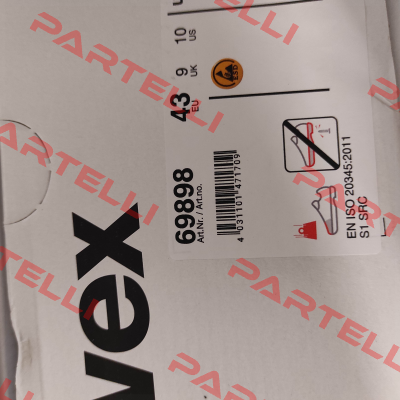 43 EU
9 UK
10 US
ESD
69898
Art.Nr. / Art.no.
4 031101 471709
EN ISO 20345:2011
S1 SRC
vex
PARTELLI
PARTELLI
PARTELLI
PARTELLI
PARTELLI